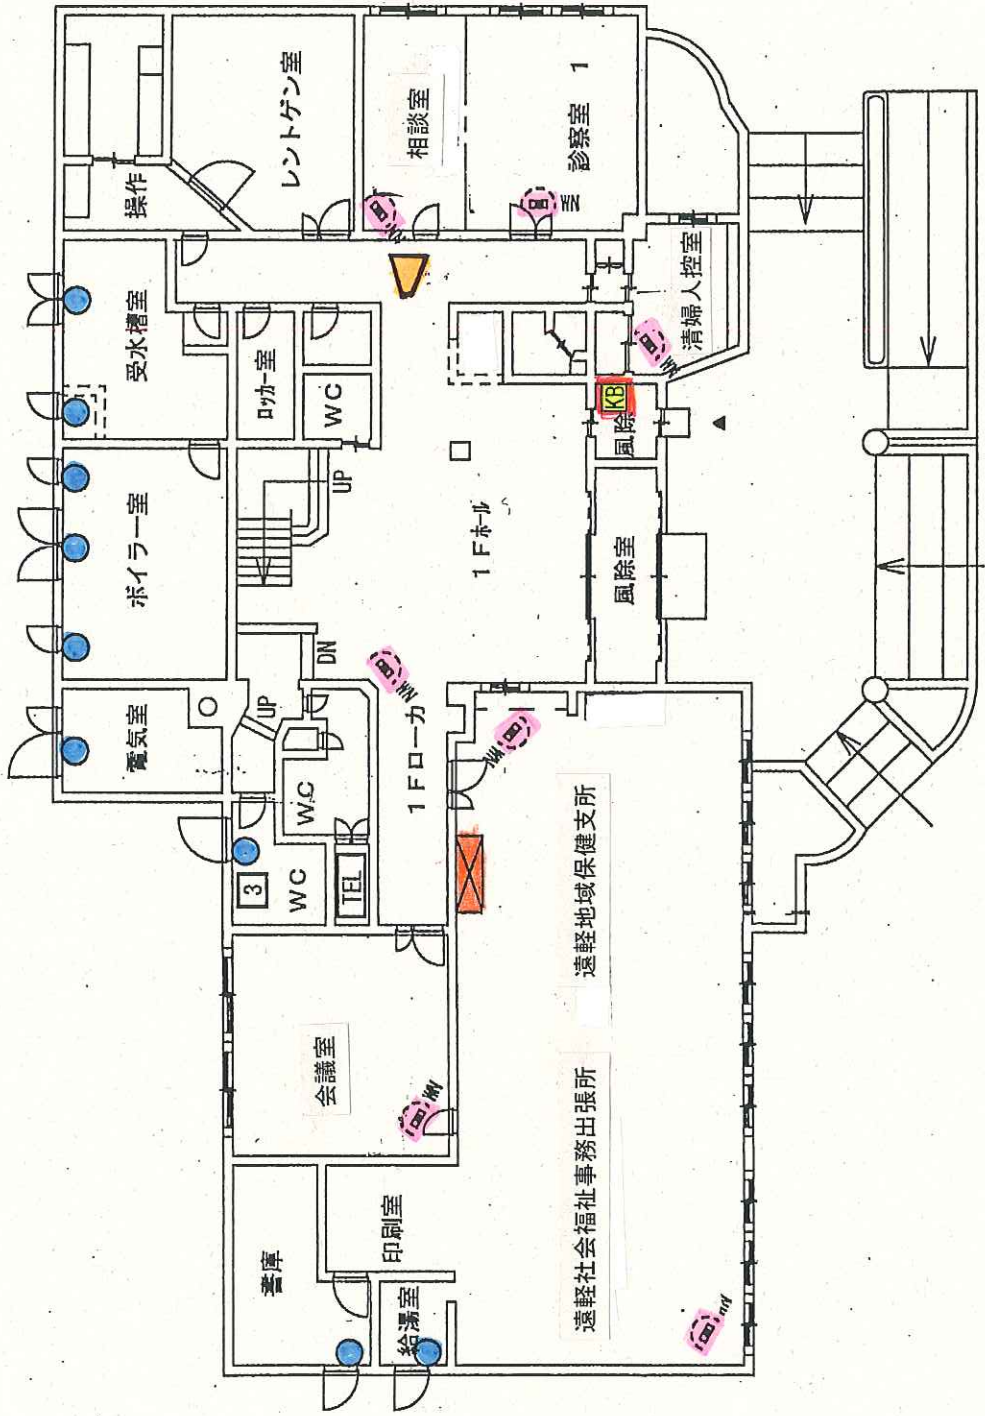 書庫
給湯室
印刷室
会議室
遠軽社会福祉事務出張所
遠軽地域保健支所
3
WC
TEL
WC
1Fローカ
電気室
UP
DN
ボイラー室
UP
1Fホール
風除室
受水槽室
ロッカー室
WC
風除
KB
清婦人控室
操作
レントゲン室
相談室
診察室 1